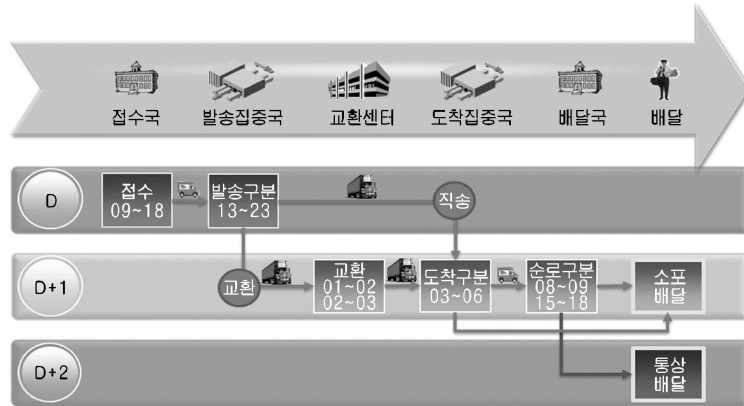 접수국 발송집중국 교환센터 도착집중국 배달국 배달
D
접수
09~18
발송구분
13~23
직송
D+1
교환
교환
01~02
02~03
도착구분
03~06
순로구분
08~09
15~18
소포
배달
D+2
통상
배달